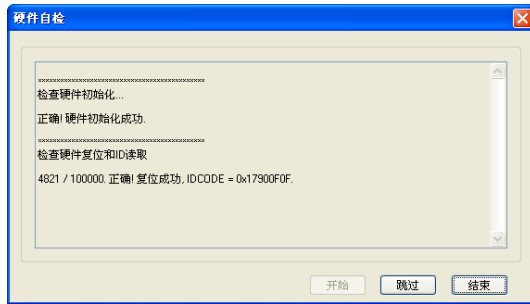 硬件自检
检查硬件初始化...
正确! 硬件初始化成功.
检查硬件复位和ID读取
4821 / 100000. 正确! 复位成功, IDCODE = 0x17900F0F.
开始
跳过
结束